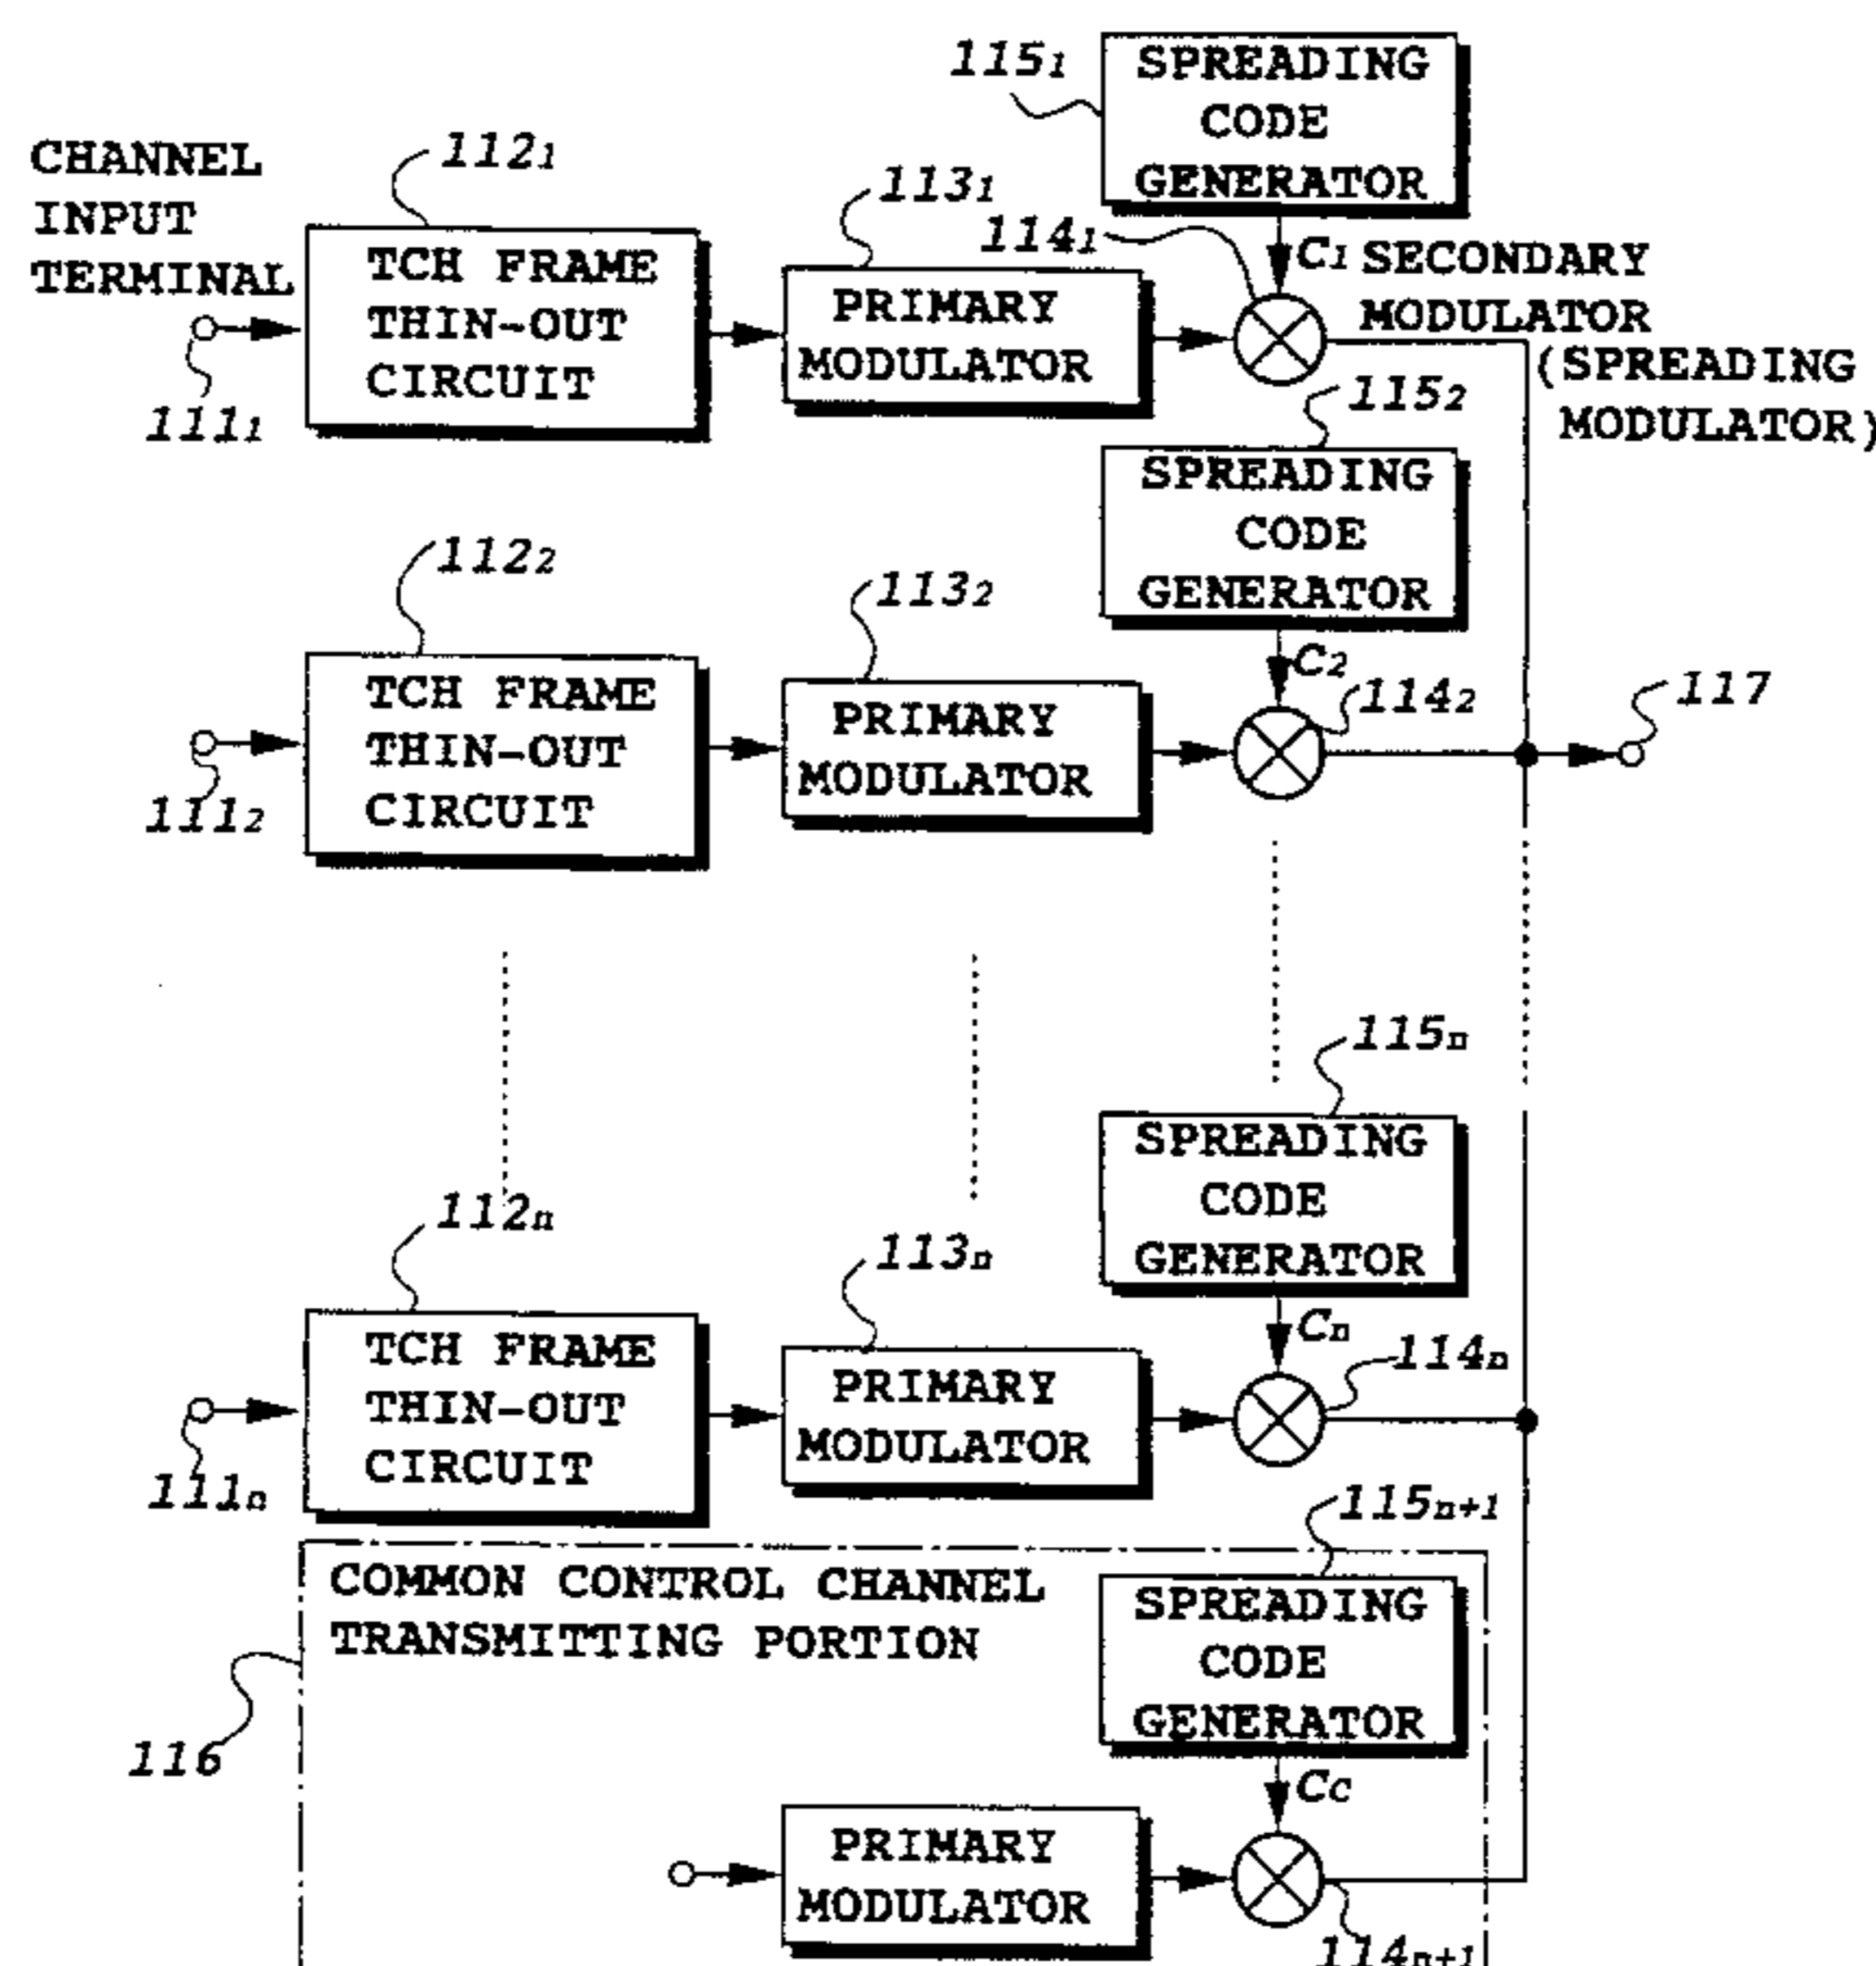 115₁
SPREADING
CODE
GENERATOR
CHANNEL
INPUT
TERMINAL
112₁
113₁
114₁
C₁
SECONDARY
MODULATOR
(SPREADING
MODULATOR)
TCH FRAME
THIN-OUT
CIRCUIT
PRIMARY
MODULATOR
111₁
115₂
SPREADING
CODE
GENERATOR
112₂
113₂
C₂
114₂
117
TCH FRAME
THIN-OUT
CIRCUIT
PRIMARY
MODULATOR
111₂
115n
SPREADING
CODE
GENERATOR
112n
113n
Cn
114n
TCH FRAME
THIN-OUT
CIRCUIT
PRIMARY
MODULATOR
111n
115n+1
COMMON CONTROL CHANNEL
TRANSMITTING PORTION
SPREADING
CODE
GENERATOR
116
Cc
PRIMARY
MODULATOR
114n+1